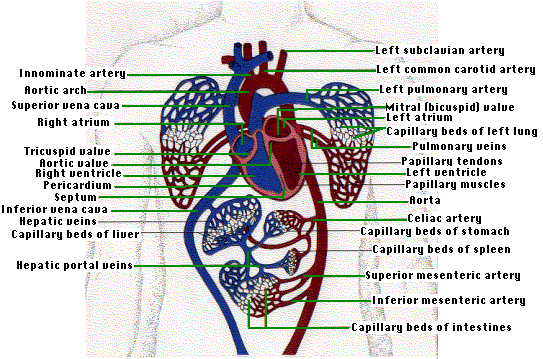 Left subclavian artery
Innominate artery
Left common carotid artery
Aortic arch
Left pulmonary artery
Superior vena cava
Mitral (bicuspid) valve
Left atrium
Right atrium
Capillary beds of left lung
Pulmonary veins
Tricuspid valve
Papillary tendons
Aortic valve
Right ventricle
Left ventricle
Pericardium
Papillary muscles
Septum
Aorta
Inferior vena cava
Celiac artery
Hepatic veins
Capillary beds of stomach
Capillary beds of liver
Capillary beds of spleen
Hepatic portal veins
Superior mesenteric artery
Inferior mesenteric artery
Capillary beds of intestines